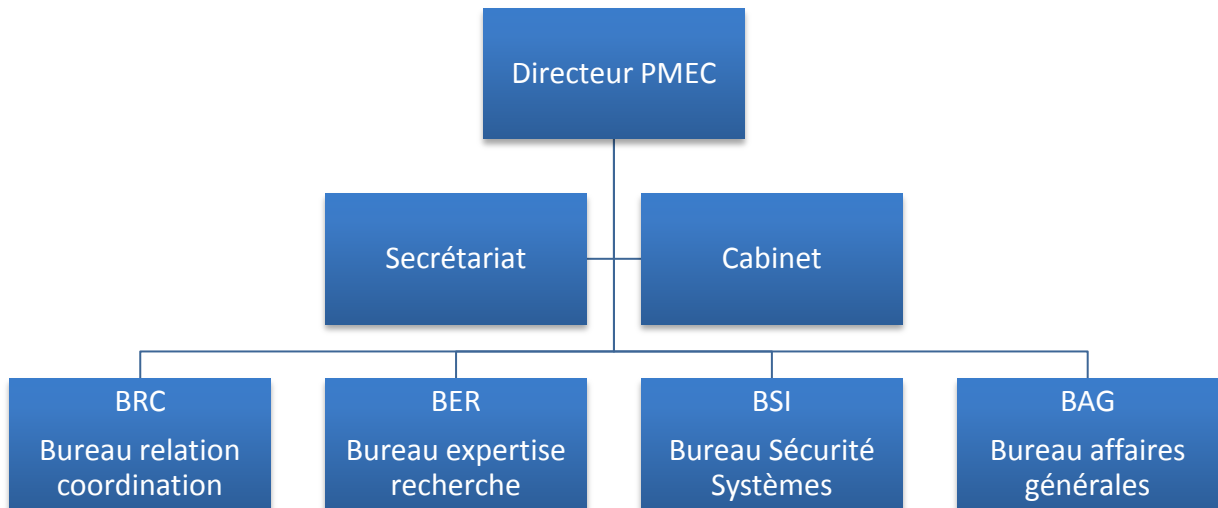 Directeur PMEC
Secrétariat
Cabinet
BRC
Bureau relation
coordination
BER
Bureau expertise
recherche
BSI
Bureau Sécurité
Systèmes
BAG
Bureau affaires
générales